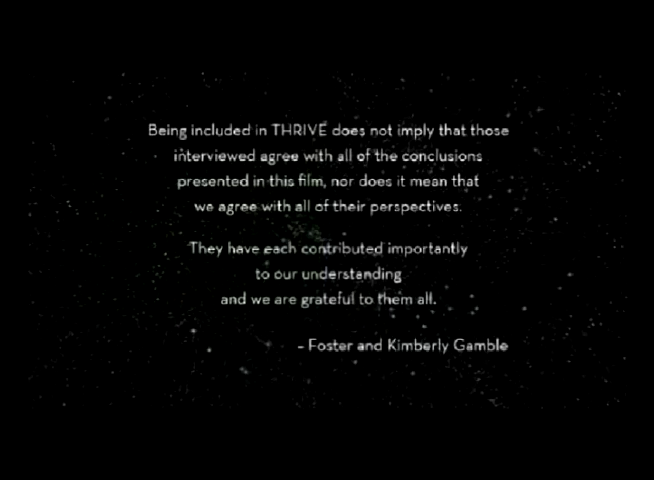 Being included in THRIVE does not imply that those
interviewed agree with all of the conclusions
presented in this film, nor does it mean that
we agree with all of their perspectives.
They have each contributed importantly
to our understanding
and we are grateful to them all.
- Foster and Kimberly Gamble